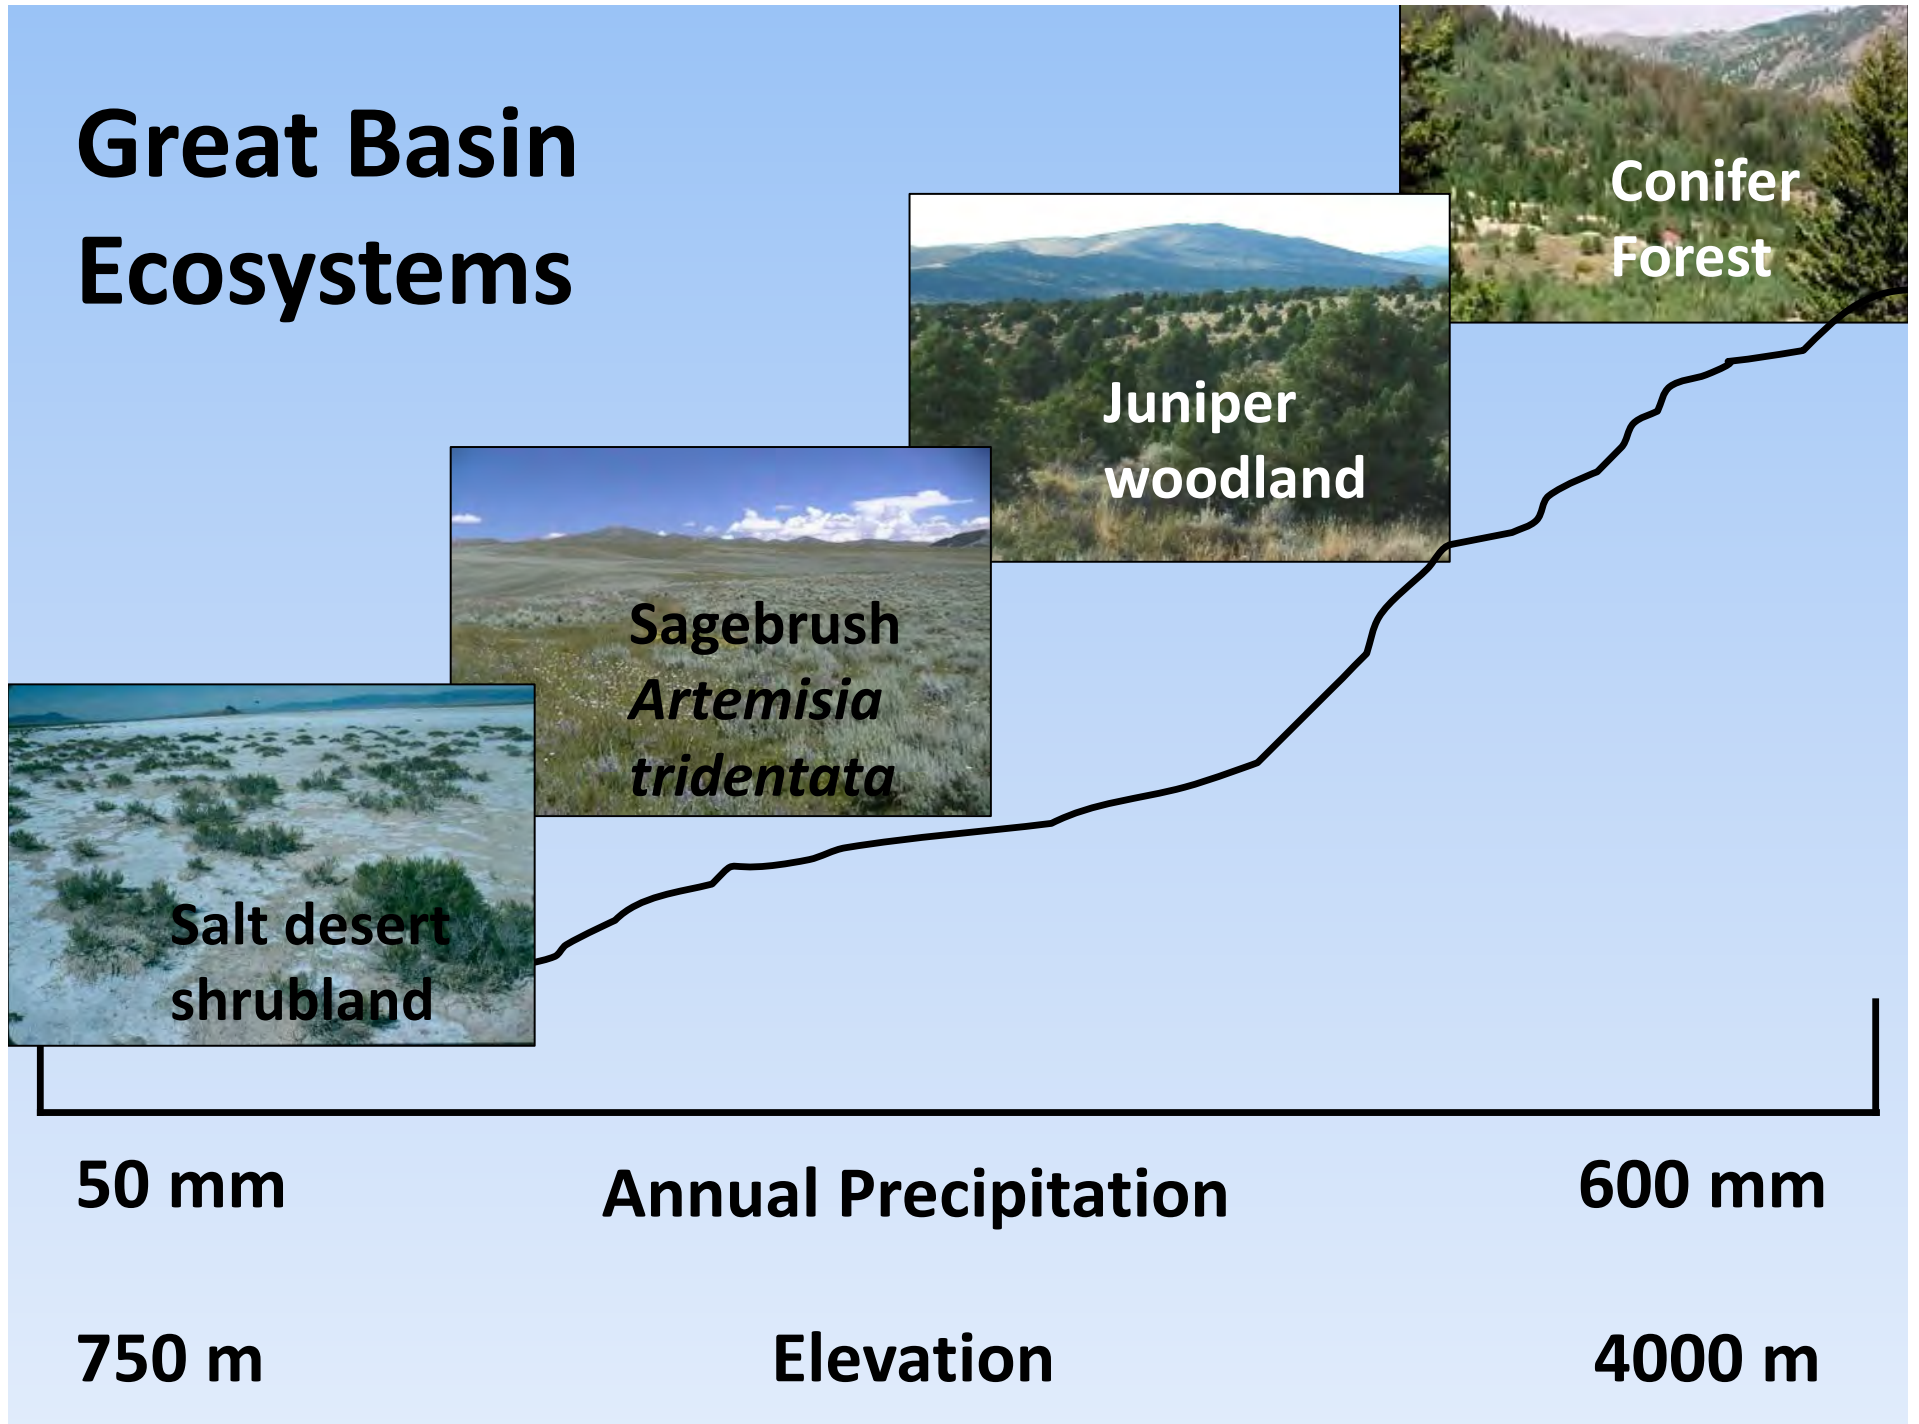 Great Basin
Ecosystems
Conifer
Forest
Juniper
woodland
Sagebrush
Artemisia
tridentata
Salt desert
shrubland
50 mm
Annual Precipitation
600 mm
750 m
Elevation
4000 m